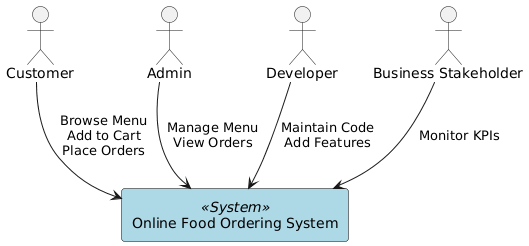 Customer
Admin
Developer
Business Stakeholder
Browse Menu
Add to Cart
Place Orders
Manage Menu
View Orders
Maintain Code
Add Features
Monitor KPIs
«System»
Online Food Ordering System